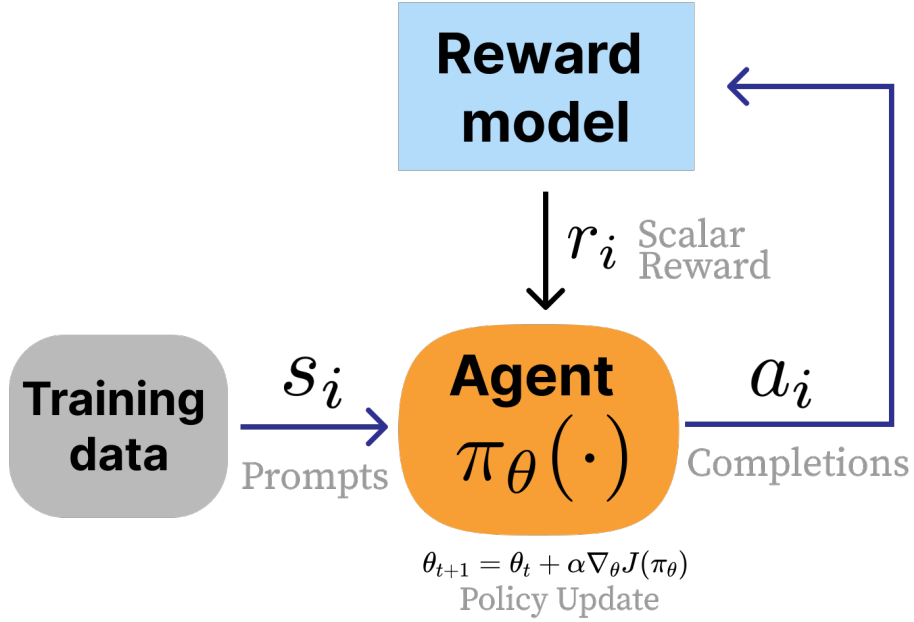 Reward
model
r_i
Scalar
Reward
Training
data
s_i
Prompts
Agent
π_θ(·)
a_i
Completions
θ_{t+1} = θ_t + α∇_θJ(π_θ)
Policy Update